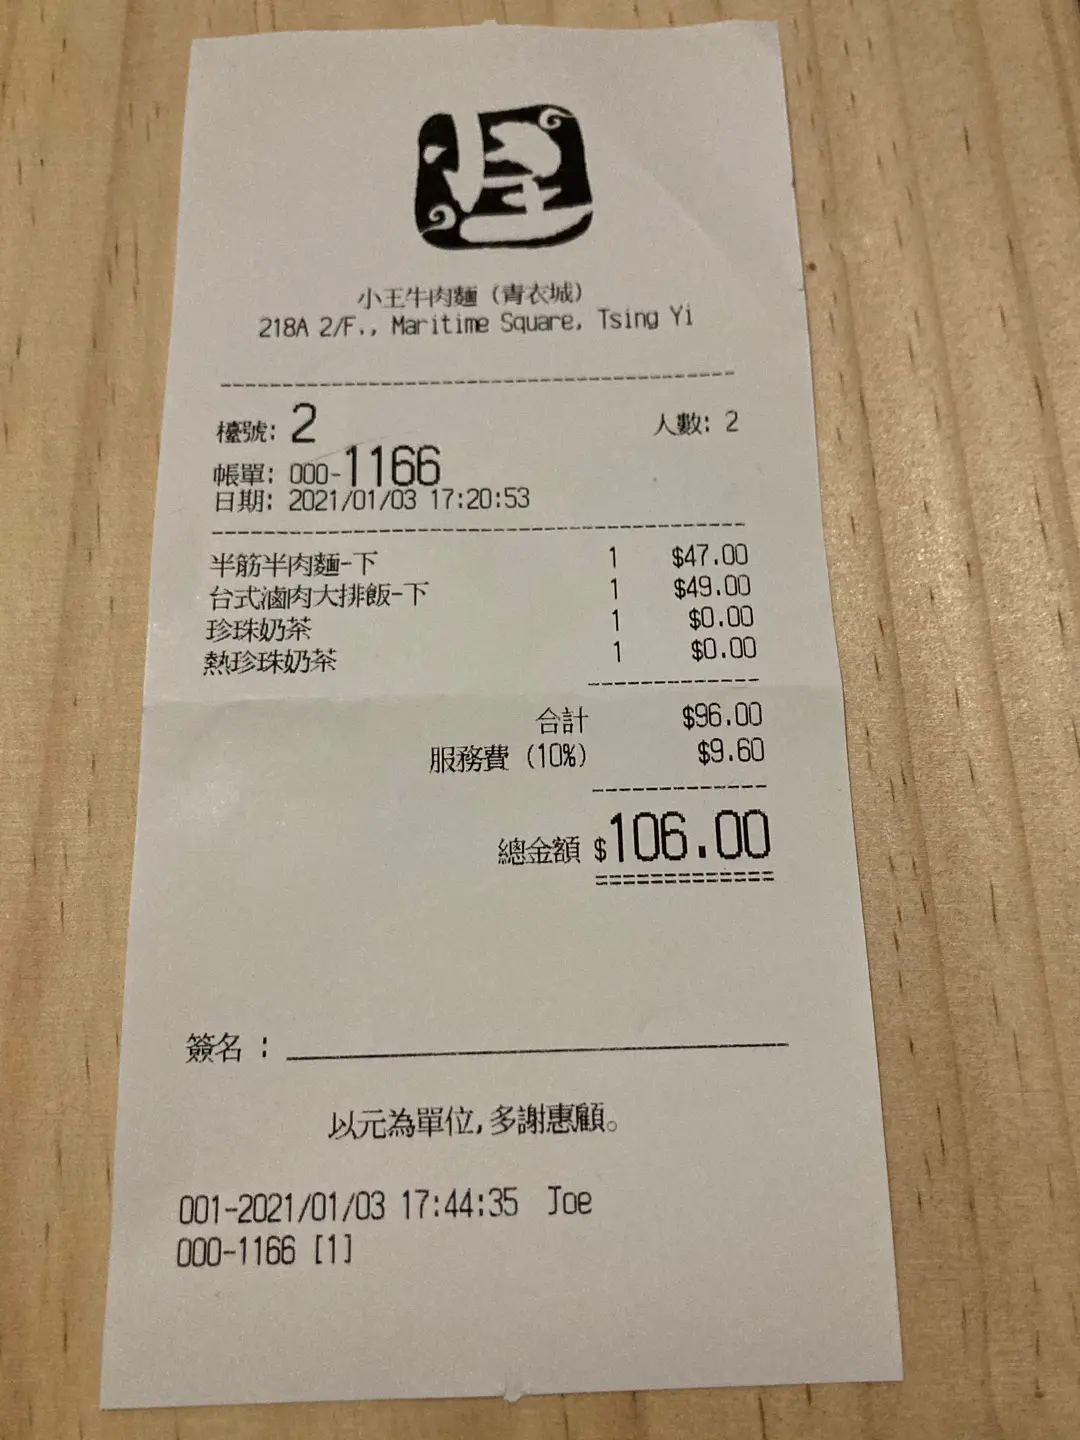 小王牛肉麵 (青衣城)
218A 2/F., Maritime Square, Tsing Yi
檯號: 2 人數: 2
帳單: 000-1166
日期: 2021/01/03 17:20:53
半筋半肉麵-下 1 $47.00
台式滷肉大排飯-下 1 $49.00
珍珠奶茶 1 $0.00
熱珍珠奶茶 1 $0.00
合計 $96.00
服務費 (10%) $9.60
總金額 $106.00
簽名 :
以元為單位,多謝惠顧。
001-2021/01/03 17:44:35 Joe
000-1166 [1]